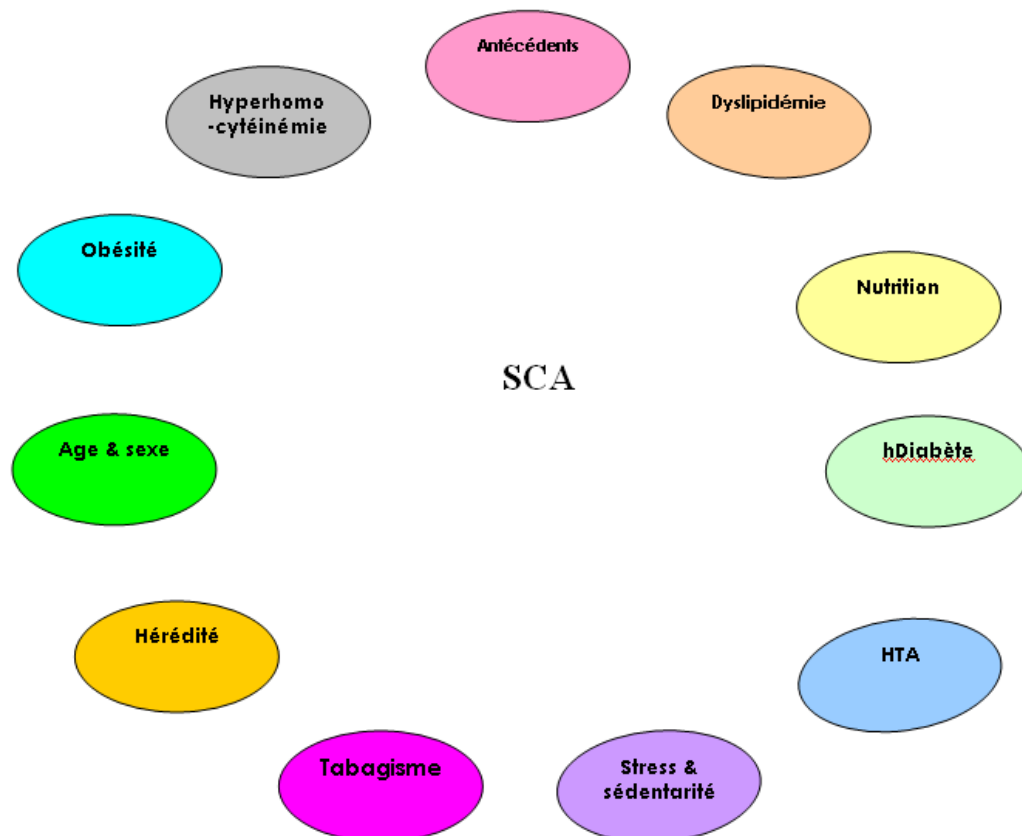 Antécédents
Hyperhomo
-cytéinémie
Dyslipidémie
Obésité
Nutrition
SCA
Age & sexe
hDiabète
Hérédité
HTA
Tabagisme
Stress &
sédentarité